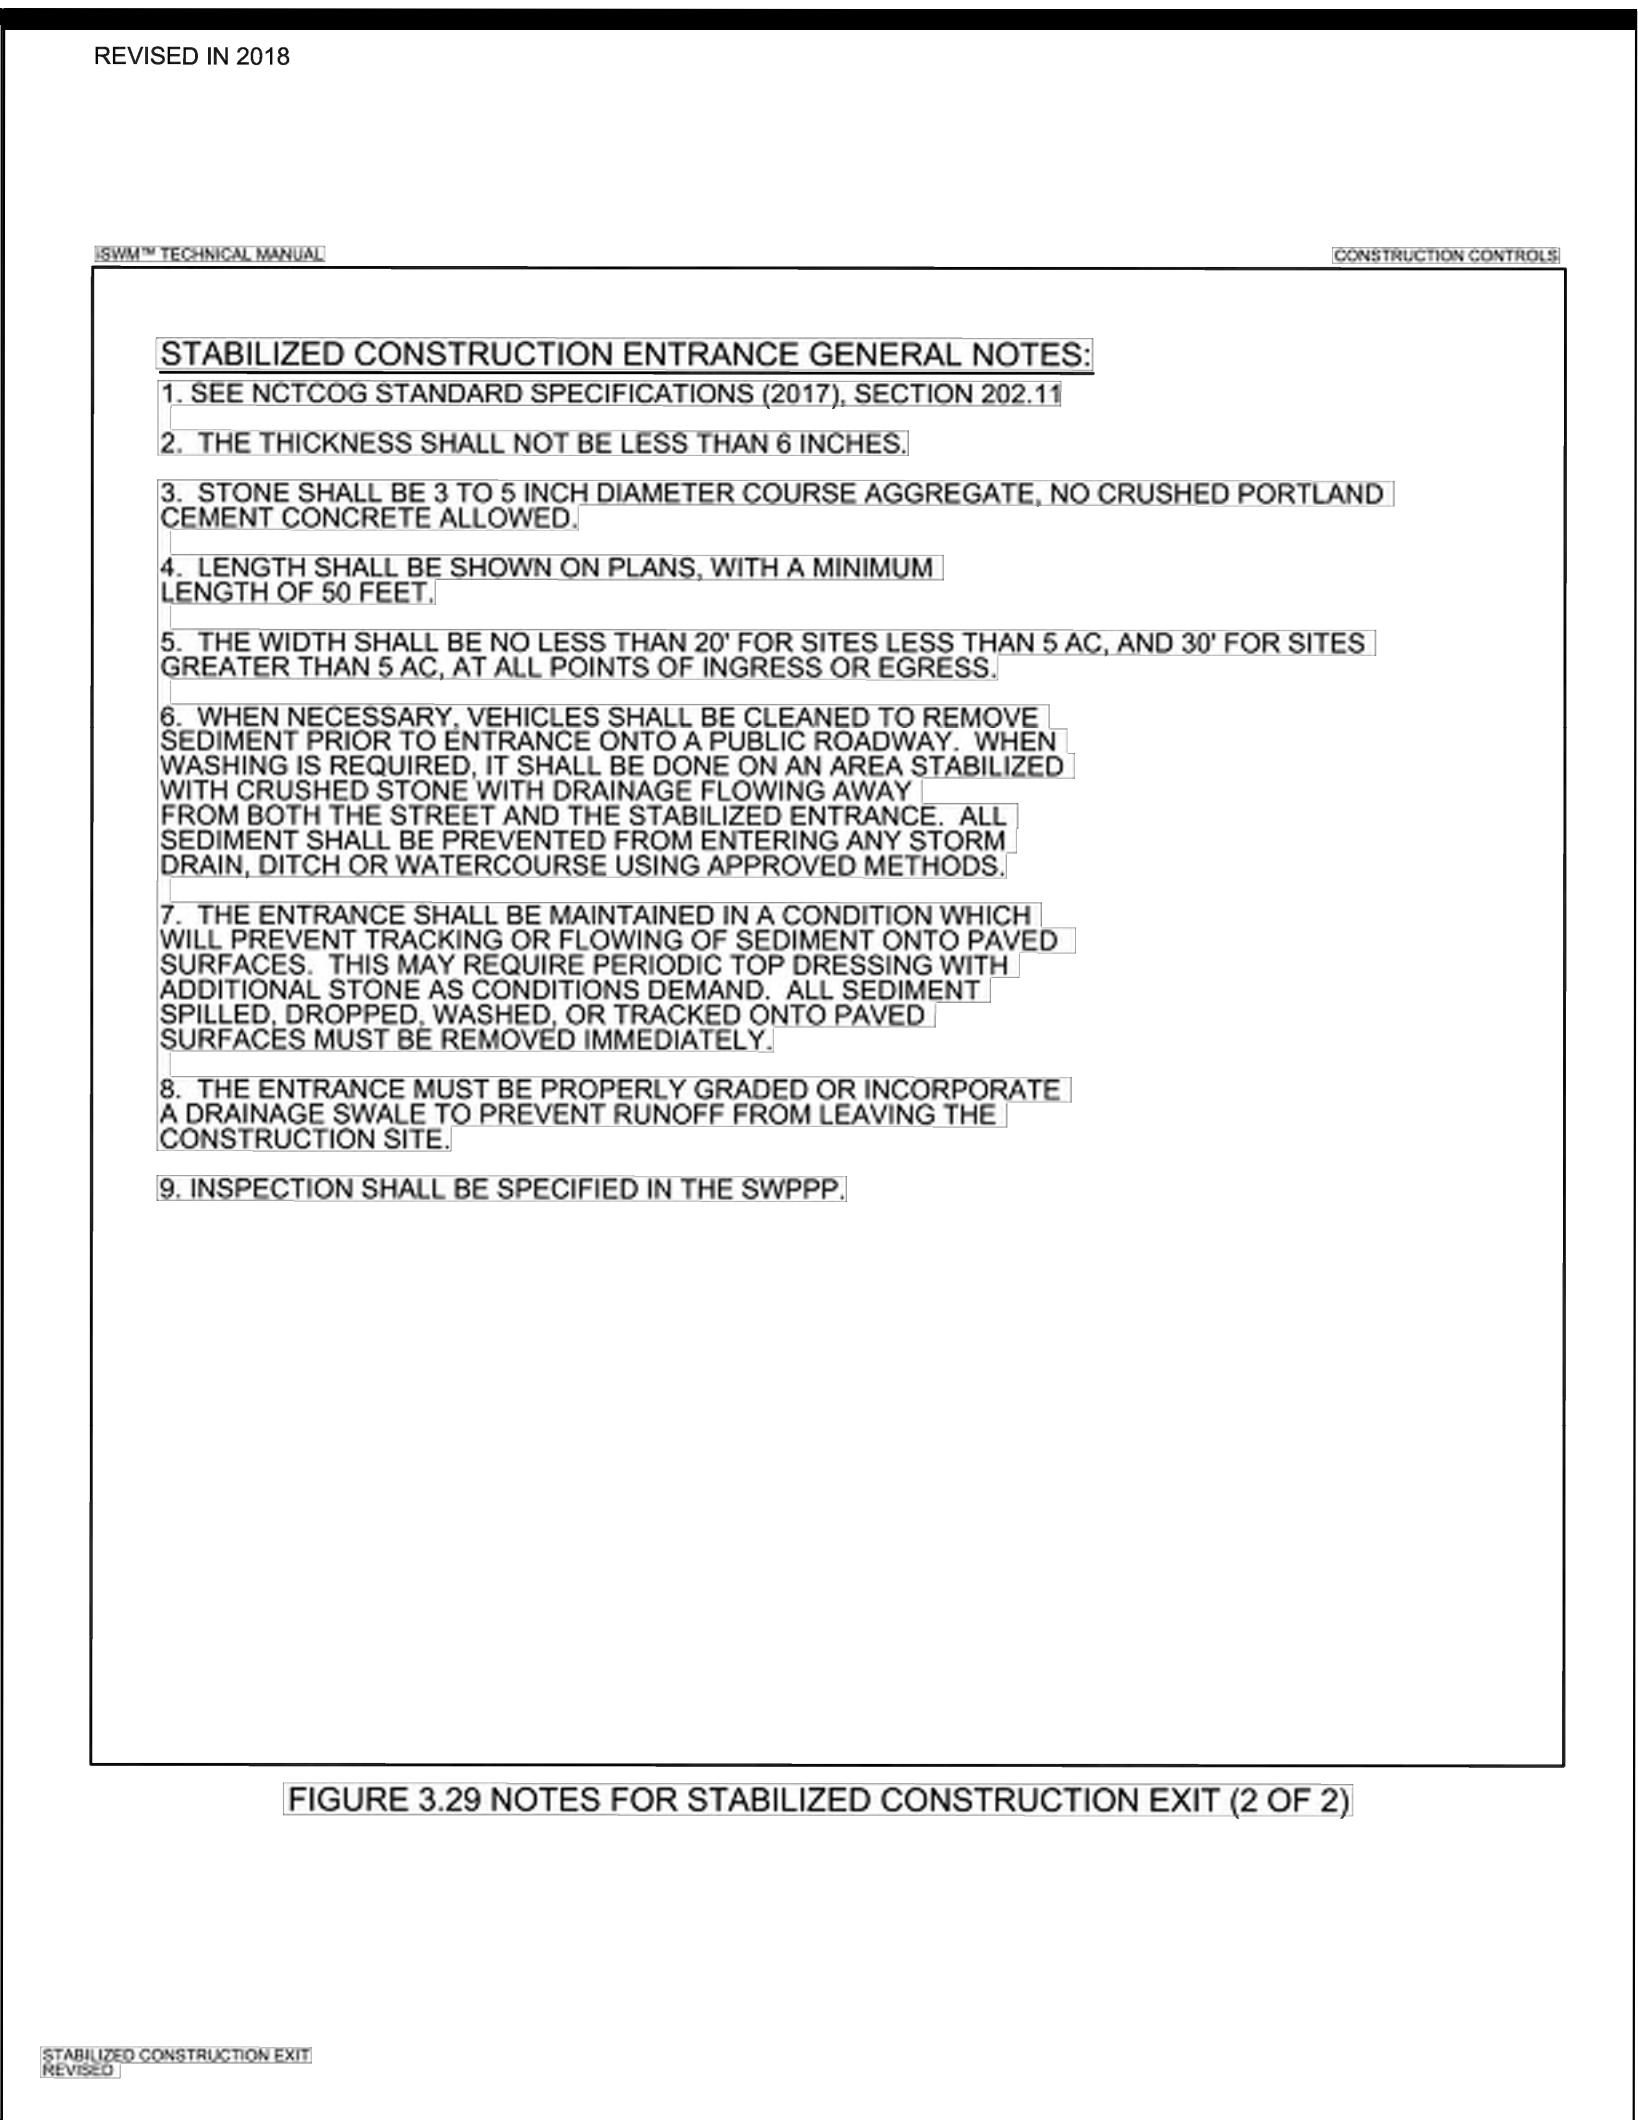 REVISED IN 2018
iSWM™ TECHNICAL MANUAL
CONSTRUCTION CONTROLS
STABILIZED CONSTRUCTION ENTRANCE GENERAL NOTES:
1. SEE NCTCOG STANDARD SPECIFICATIONS (2017), SECTION 202.11
2. THE THICKNESS SHALL NOT BE LESS THAN 6 INCHES.
3. STONE SHALL BE 3 TO 5 INCH DIAMETER COURSE AGGREGATE, NO CRUSHED PORTLAND
CEMENT CONCRETE ALLOWED.
4. LENGTH SHALL BE SHOWN ON PLANS, WITH A MINIMUM
LENGTH OF 50 FEET.
5. THE WIDTH SHALL BE NO LESS THAN 20' FOR SITES LESS THAN 5 AC, AND 30' FOR SITES
GREATER THAN 5 AC, AT ALL POINTS OF INGRESS OR EGRESS.
6. WHEN NECESSARY, VEHICLES SHALL BE CLEANED TO REMOVE
SEDIMENT PRIOR TO ENTRANCE ONTO A PUBLIC ROADWAY. WHEN
WASHING IS REQUIRED, IT SHALL BE DONE ON AN AREA STABILIZED
WITH CRUSHED STONE WITH DRAINAGE FLOWING AWAY
FROM BOTH THE STREET AND THE STABILIZED ENTRANCE. ALL
SEDIMENT SHALL BE PREVENTED FROM ENTERING ANY STORM
DRAIN, DITCH OR WATERCOURSE USING APPROVED METHODS.
7. THE ENTRANCE SHALL BE MAINTAINED IN A CONDITION WHICH
WILL PREVENT TRACKING OR FLOWING OF SEDIMENT ONTO PAVED
SURFACES. THIS MAY REQUIRE PERIODIC TOP DRESSING WITH
ADDITIONAL STONE AS CONDITIONS DEMAND. ALL SEDIMENT
SPILLED, DROPPED, WASHED, OR TRACKED ONTO PAVED
SURFACES MUST BE REMOVED IMMEDIATELY.
8. THE ENTRANCE MUST BE PROPERLY GRADED OR INCORPORATE
A DRAINAGE SWALE TO PREVENT RUNOFF FROM LEAVING THE
CONSTRUCTION SITE.
9. INSPECTION SHALL BE SPECIFIED IN THE SWPPP.
FIGURE 3.29 NOTES FOR STABILIZED CONSTRUCTION EXIT (2 OF 2)
STABILIZED CONSTRUCTION EXIT
REVISED